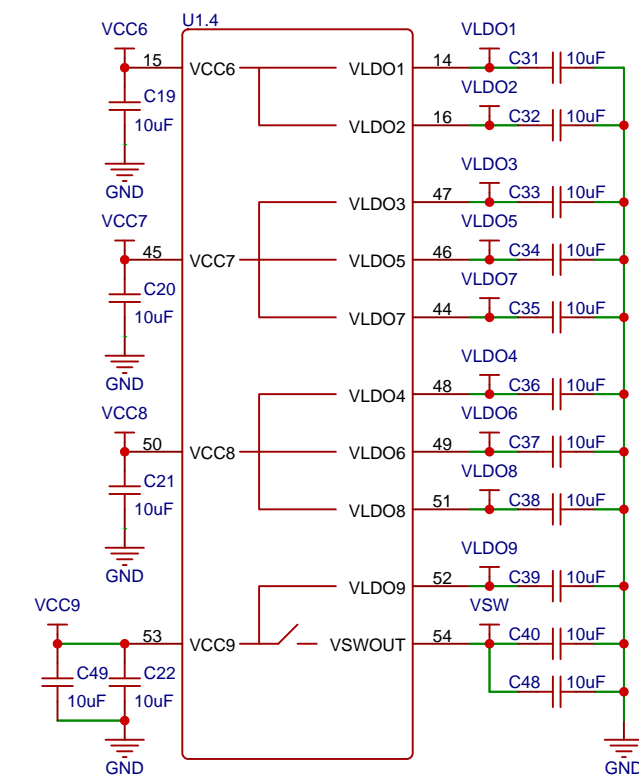 U1.4
VCC6
15
VCC6
C19
10uF
GND
VLDO1
VLDO1
14
C31
10uF
VLDO2
VLDO2
16
C32
10uF
VLDO3
VLDO3
47
C33
10uF
VCC7
45
VCC7
C20
10uF
GND
VLDO5
VLDO5
46
C34
10uF
VLDO7
VLDO7
44
C35
10uF
VLDO4
VLDO4
48
C36
10uF
VCC8
50
VCC8
C21
10uF
GND
VLDO6
VLDO6
49
C37
10uF
VLDO8
VLDO8
51
C38
10uF
VLDO9
VLDO9
52
C39
10uF
VCC9
53
VCC9
C49
10uF
C22
10uF
GND
VSW
VSWOUT
54
C40
10uF
C48
10uF
GND